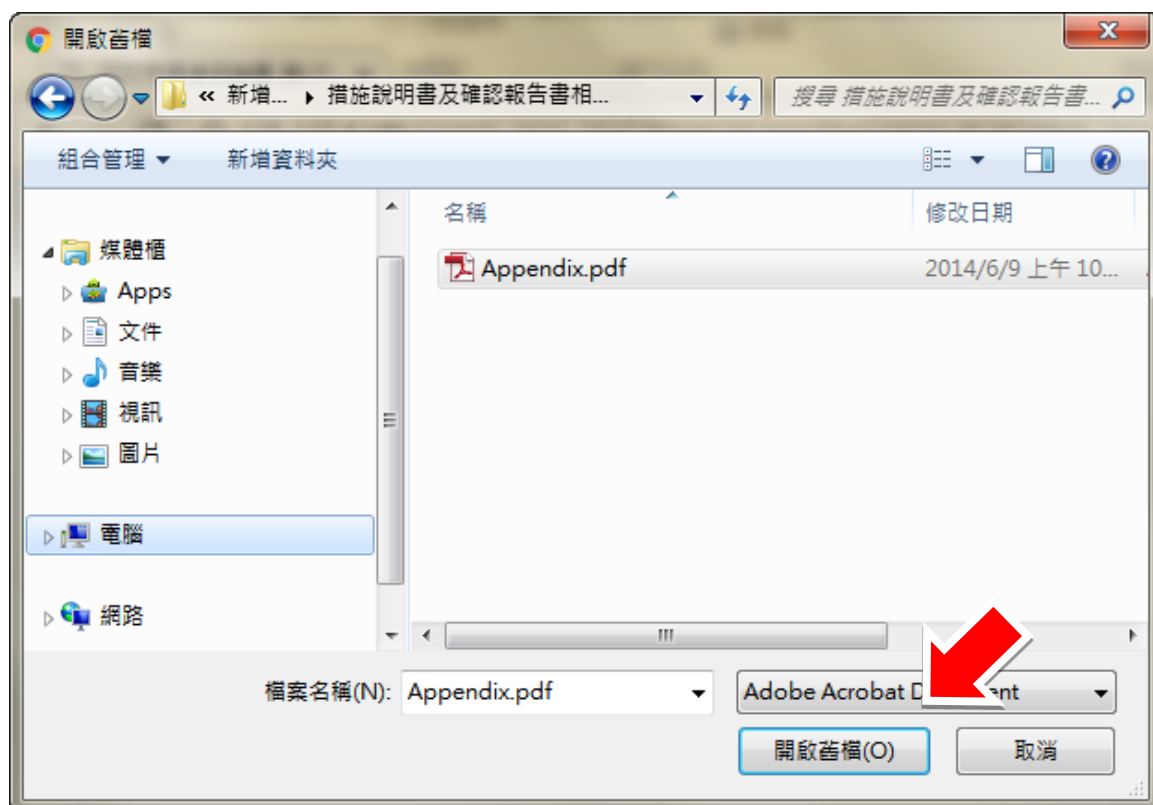 開啟舊檔
« 新增... 措施說明書及確認報告書相...
搜尋 措施說明書及確認報告書...
組合管理
新增資料夾
名稱
修改日期
媒體櫃
Appendix.pdf
2014/6/9 上午 10...
Apps
文件
音樂
視訊
圖片
電腦
網路
檔案名稱(N):
Appendix.pdf
Adobe Acrobat D ent
開啟舊檔(O)
取消